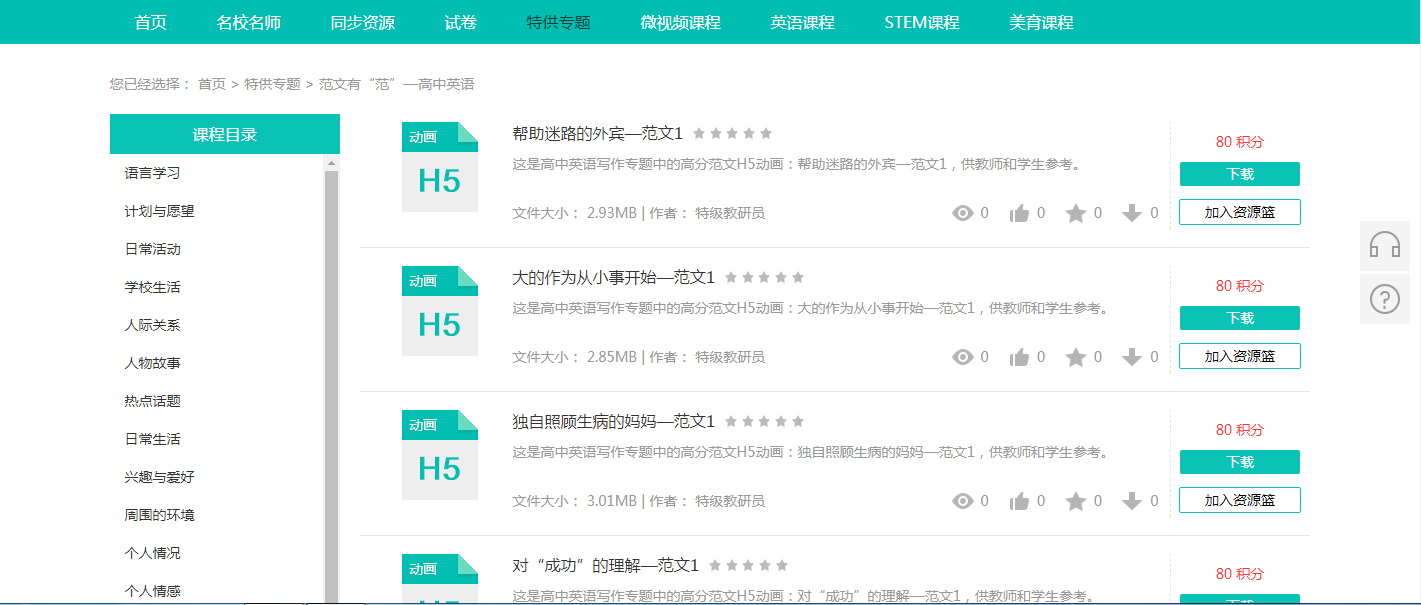 首页 名校名师 同步资源 试卷 特供专题 微视频课程 英语课程 STEM课程 美育课程
您已经选择： 首页 > 特供专题 > 范文有“范”—高中英语
课程目录
语言学习
计划与愿望
日常活动
学校生活
人际关系
人物故事
热点话题
日常生活
兴趣与爱好
周围的环境
个人情况
个人情感
动画
H5
帮助迷路的外宾—范文1
这是高中英语写作专题中的高分范文H5动画：帮助迷路的外宾—范文1，供教师和学生参考。
文件大小： 2.93MB | 作者： 特级教研员
0 0 0 0
80 积分
下载
加入资源篮
动画
H5
大的作为从小事开始—范文1
这是高中英语写作专题中的高分范文H5动画：大的作为从小事开始—范文1，供教师和学生参考。
文件大小： 2.85MB | 作者： 特级教研员
0 0 0 0
80 积分
下载
加入资源篮
动画
H5
独自照顾生病的妈妈—范文1
这是高中英语写作专题中的高分范文H5动画：独自照顾生病的妈妈—范文1，供教师和学生参考。
文件大小： 3.01MB | 作者： 特级教研员
0 0 0 0
80 积分
下载
加入资源篮
动画
对“成功”的理解—范文1
这是高中英语写作专题中的高分范文H5动画：对“成功”的理解—范文1，供教师和学生参考。
80 积分